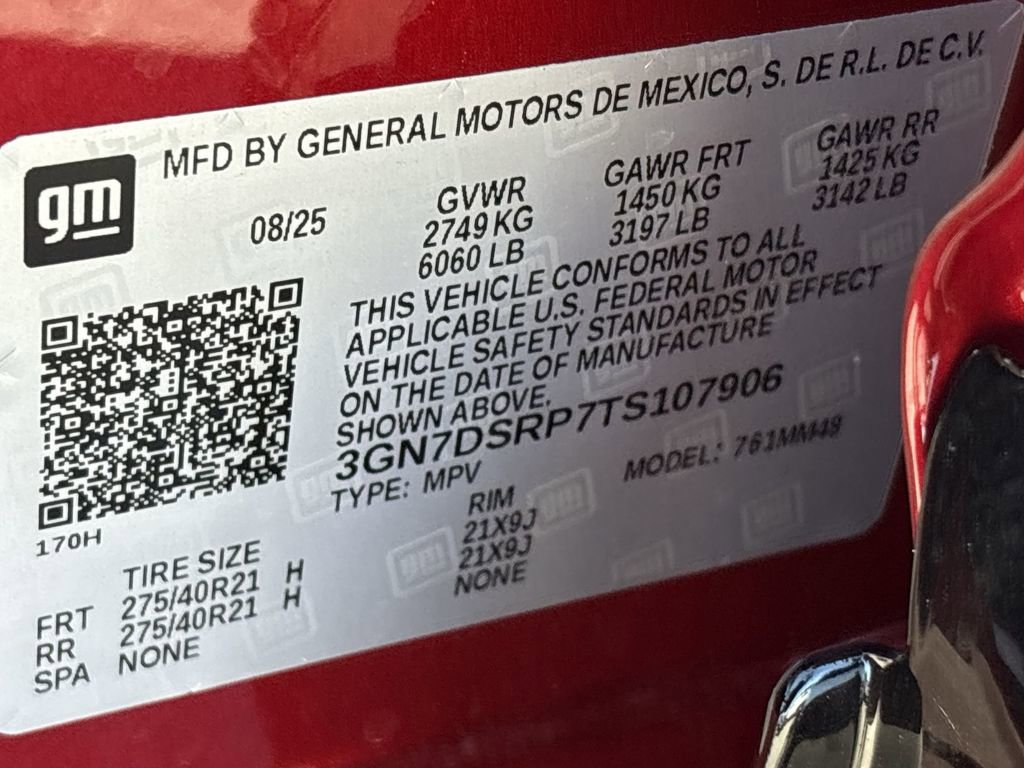 MFD BY GENERAL MOTORS DE MEXICO, S. DE R.L. DE C.V.
gm
08/25
GVWR
2749 KG
6060 LB
GAWR FRT
1450 KG
3197 LB
GAWR RR
1425 KG
3142 LB
THIS VEHICLE CONFORMS TO ALL
APPLICABLE U.S. FEDERAL MOTOR
VEHICLE SAFETY STANDARDS IN EFFECT
ON THE DATE OF MANUFACTURE
SHOWN ABOVE.
3GN7DSRP7TS107906
TYPE: MPV
MODEL: 761MM49
170H
TIRE SIZE
RIM
FRT 275/40R21 H 21X9J
RR 275/40R21 H 21X9J
SPA NONE NONE